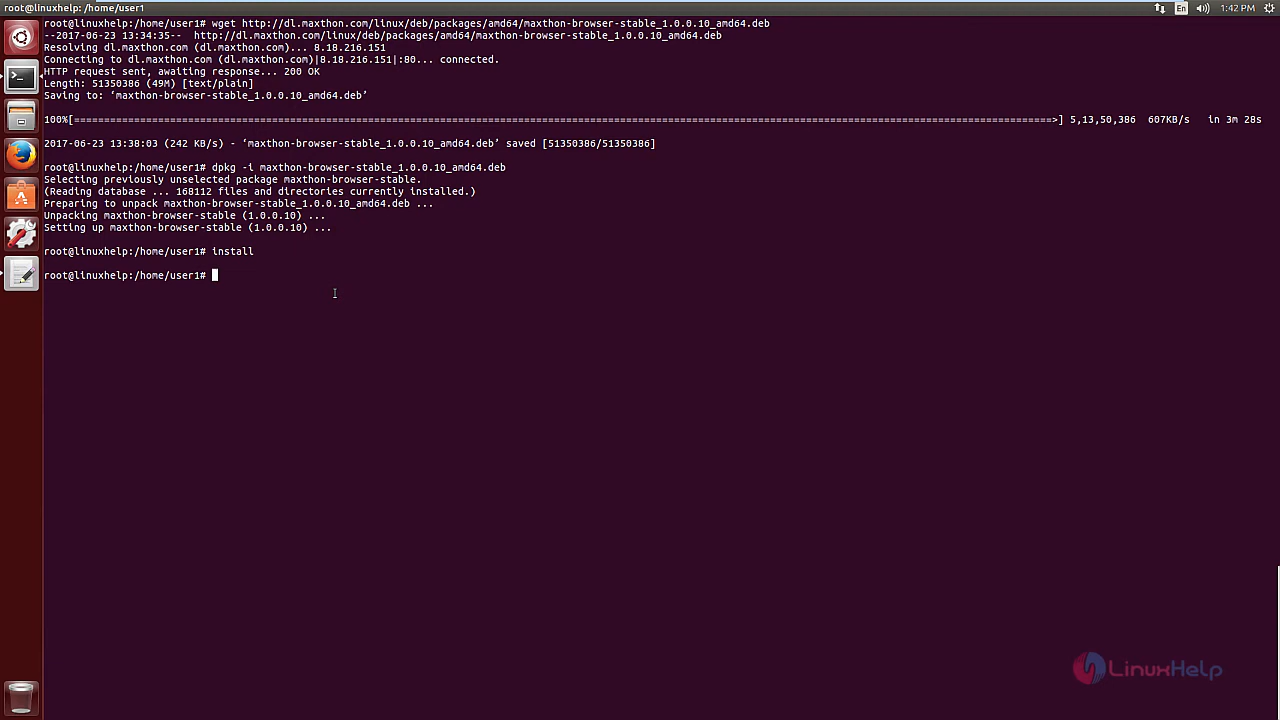 root@linuxhelp: /home/user1
En
1:42 PM
root@linuxhelp:/home/user1# wget http://dl.maxthon.com/linux/deb/packages/amd64/maxthon-browser-stable_1.0.0.10_amd64.deb
--2017-06-23 13:34:35--  http://dl.maxthon.com/linux/deb/packages/amd64/maxthon-browser-stable_1.0.0.10_amd64.deb
Resolving dl.maxthon.com (dl.maxthon.com)... 8.18.216.151
Connecting to dl.maxthon.com (dl.maxthon.com)|8.18.216.151|:80... connected.
HTTP request sent, awaiting response... 200 OK
Length: 51350386 (49M) [text/plain]
Saving to: ‘maxthon-browser-stable_1.0.0.10_amd64.deb’
100%[=====================================================================================================================================================================>] 5,13,50,386  607KB/s   in 3m 28s
2017-06-23 13:38:03 (242 KB/s) - ‘maxthon-browser-stable_1.0.0.10_amd64.deb’ saved [51350386/51350386]
root@linuxhelp:/home/user1# dpkg -i maxthon-browser-stable_1.0.0.10_amd64.deb
Selecting previously unselected package maxthon-browser-stable.
(Reading database ... 168112 files and directories currently installed.)
Preparing to unpack maxthon-browser-stable_1.0.0.10_amd64.deb ...
Unpacking maxthon-browser-stable (1.0.0.10) ...
Setting up maxthon-browser-stable (1.0.0.10) ...
root@linuxhelp:/home/user1# install
root@linuxhelp:/home/user1#
LinuxHelp